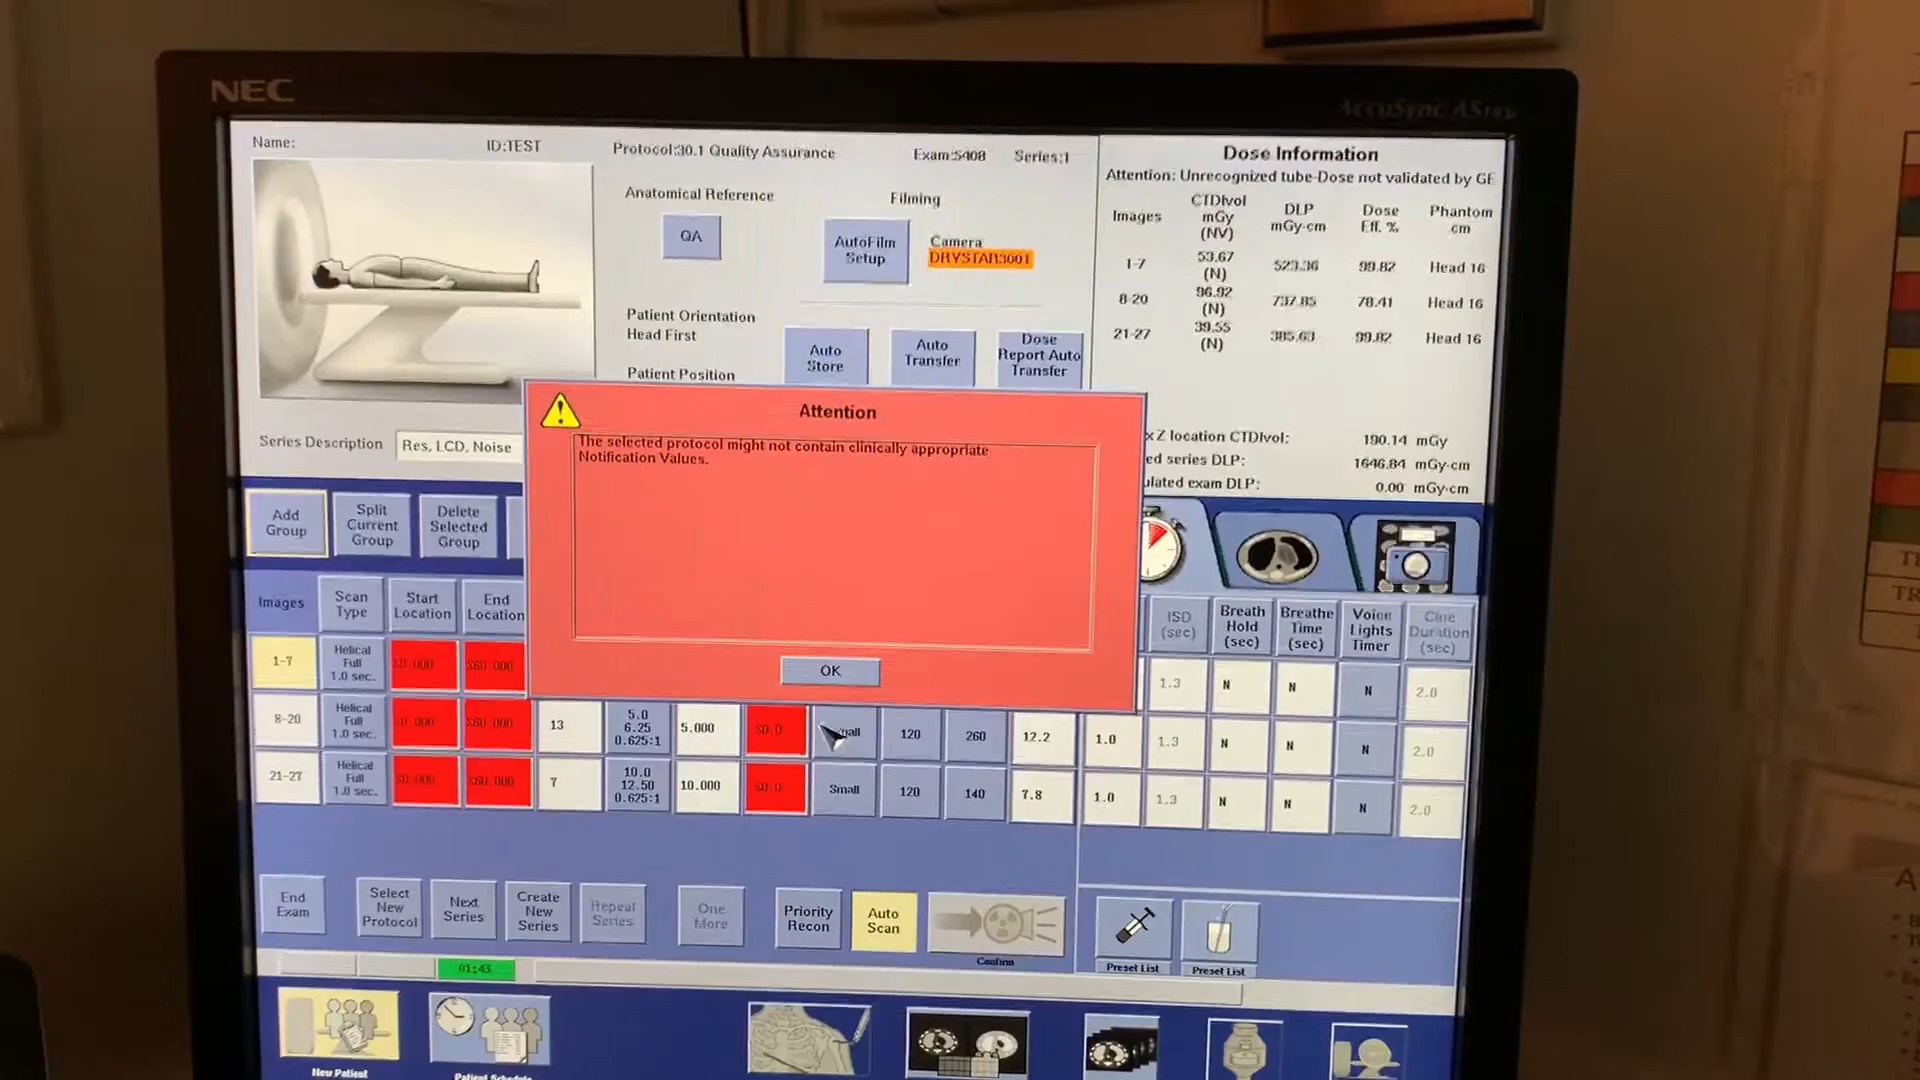 NEC
Name:
ID:TEST
Protocol:30.1 Quality Assurance
Exam:5408
Series:1
Anatomical Reference
QA
Filming
AutoFilm
Setup
Camera
DRYSTAR3001
Patient Orientation
Head First
Patient Position
Auto
Store
Auto
Transfer
Dose
Report Auto
Transfer
Dose Information
Attention: Unrecognized tube-Dose not validated by GE
Images
CTDIvol
mGy
(NV)
DLP
mGy-cm
Dose
Eff. %
Phantom
cm
1-7
53.67
(N)
99.82
Head 16
8-20
96.92
(N)
737.85
78.41
Head 16
21-27
39.55
(N)
385.63
99.82
Head 16
Z location CTDIvol:
190.14 mGy
series DLP:
1646.84 mGy-cm
exam DLP:
0.00 mGy-cm
Series Description
Res, LCD, Noise
Attention
The selected protocol might not contain clinically appropriate
Notification Values.
OK
Add
Group
Split
Current
Group
Delete
Selected
Group
Images
Scan
Type
Start
Location
End
Location
ISD
(sec)
Breath
Hold
(sec)
Breathe
Time
(sec)
Voice
Lights
Timer
Cine
Duration
(sec)
1-7
Helical
Full
1.0 sec.
1.3
N
N
N
2.0
8-20
Helical
Full
1.0 sec.
13
5.0
6.25
0.625:1
5.000
120
260
12.2
1.0
1.3
N
N
N
2.0
21-27
Helical
Full
1.0 sec.
7
10.0
12.50
0.625:1
10.000
Small
120
140
7.8
1.0
1.3
N
N
N
2.0
End
Exam
Select
New
Protocol
Next
Series
Create
New
Series
Repeat
Series
One
More
Priority
Recon
Auto
Scan
Confirm
Preset List
Preset List
01:43
New Patient
Patient Schedule